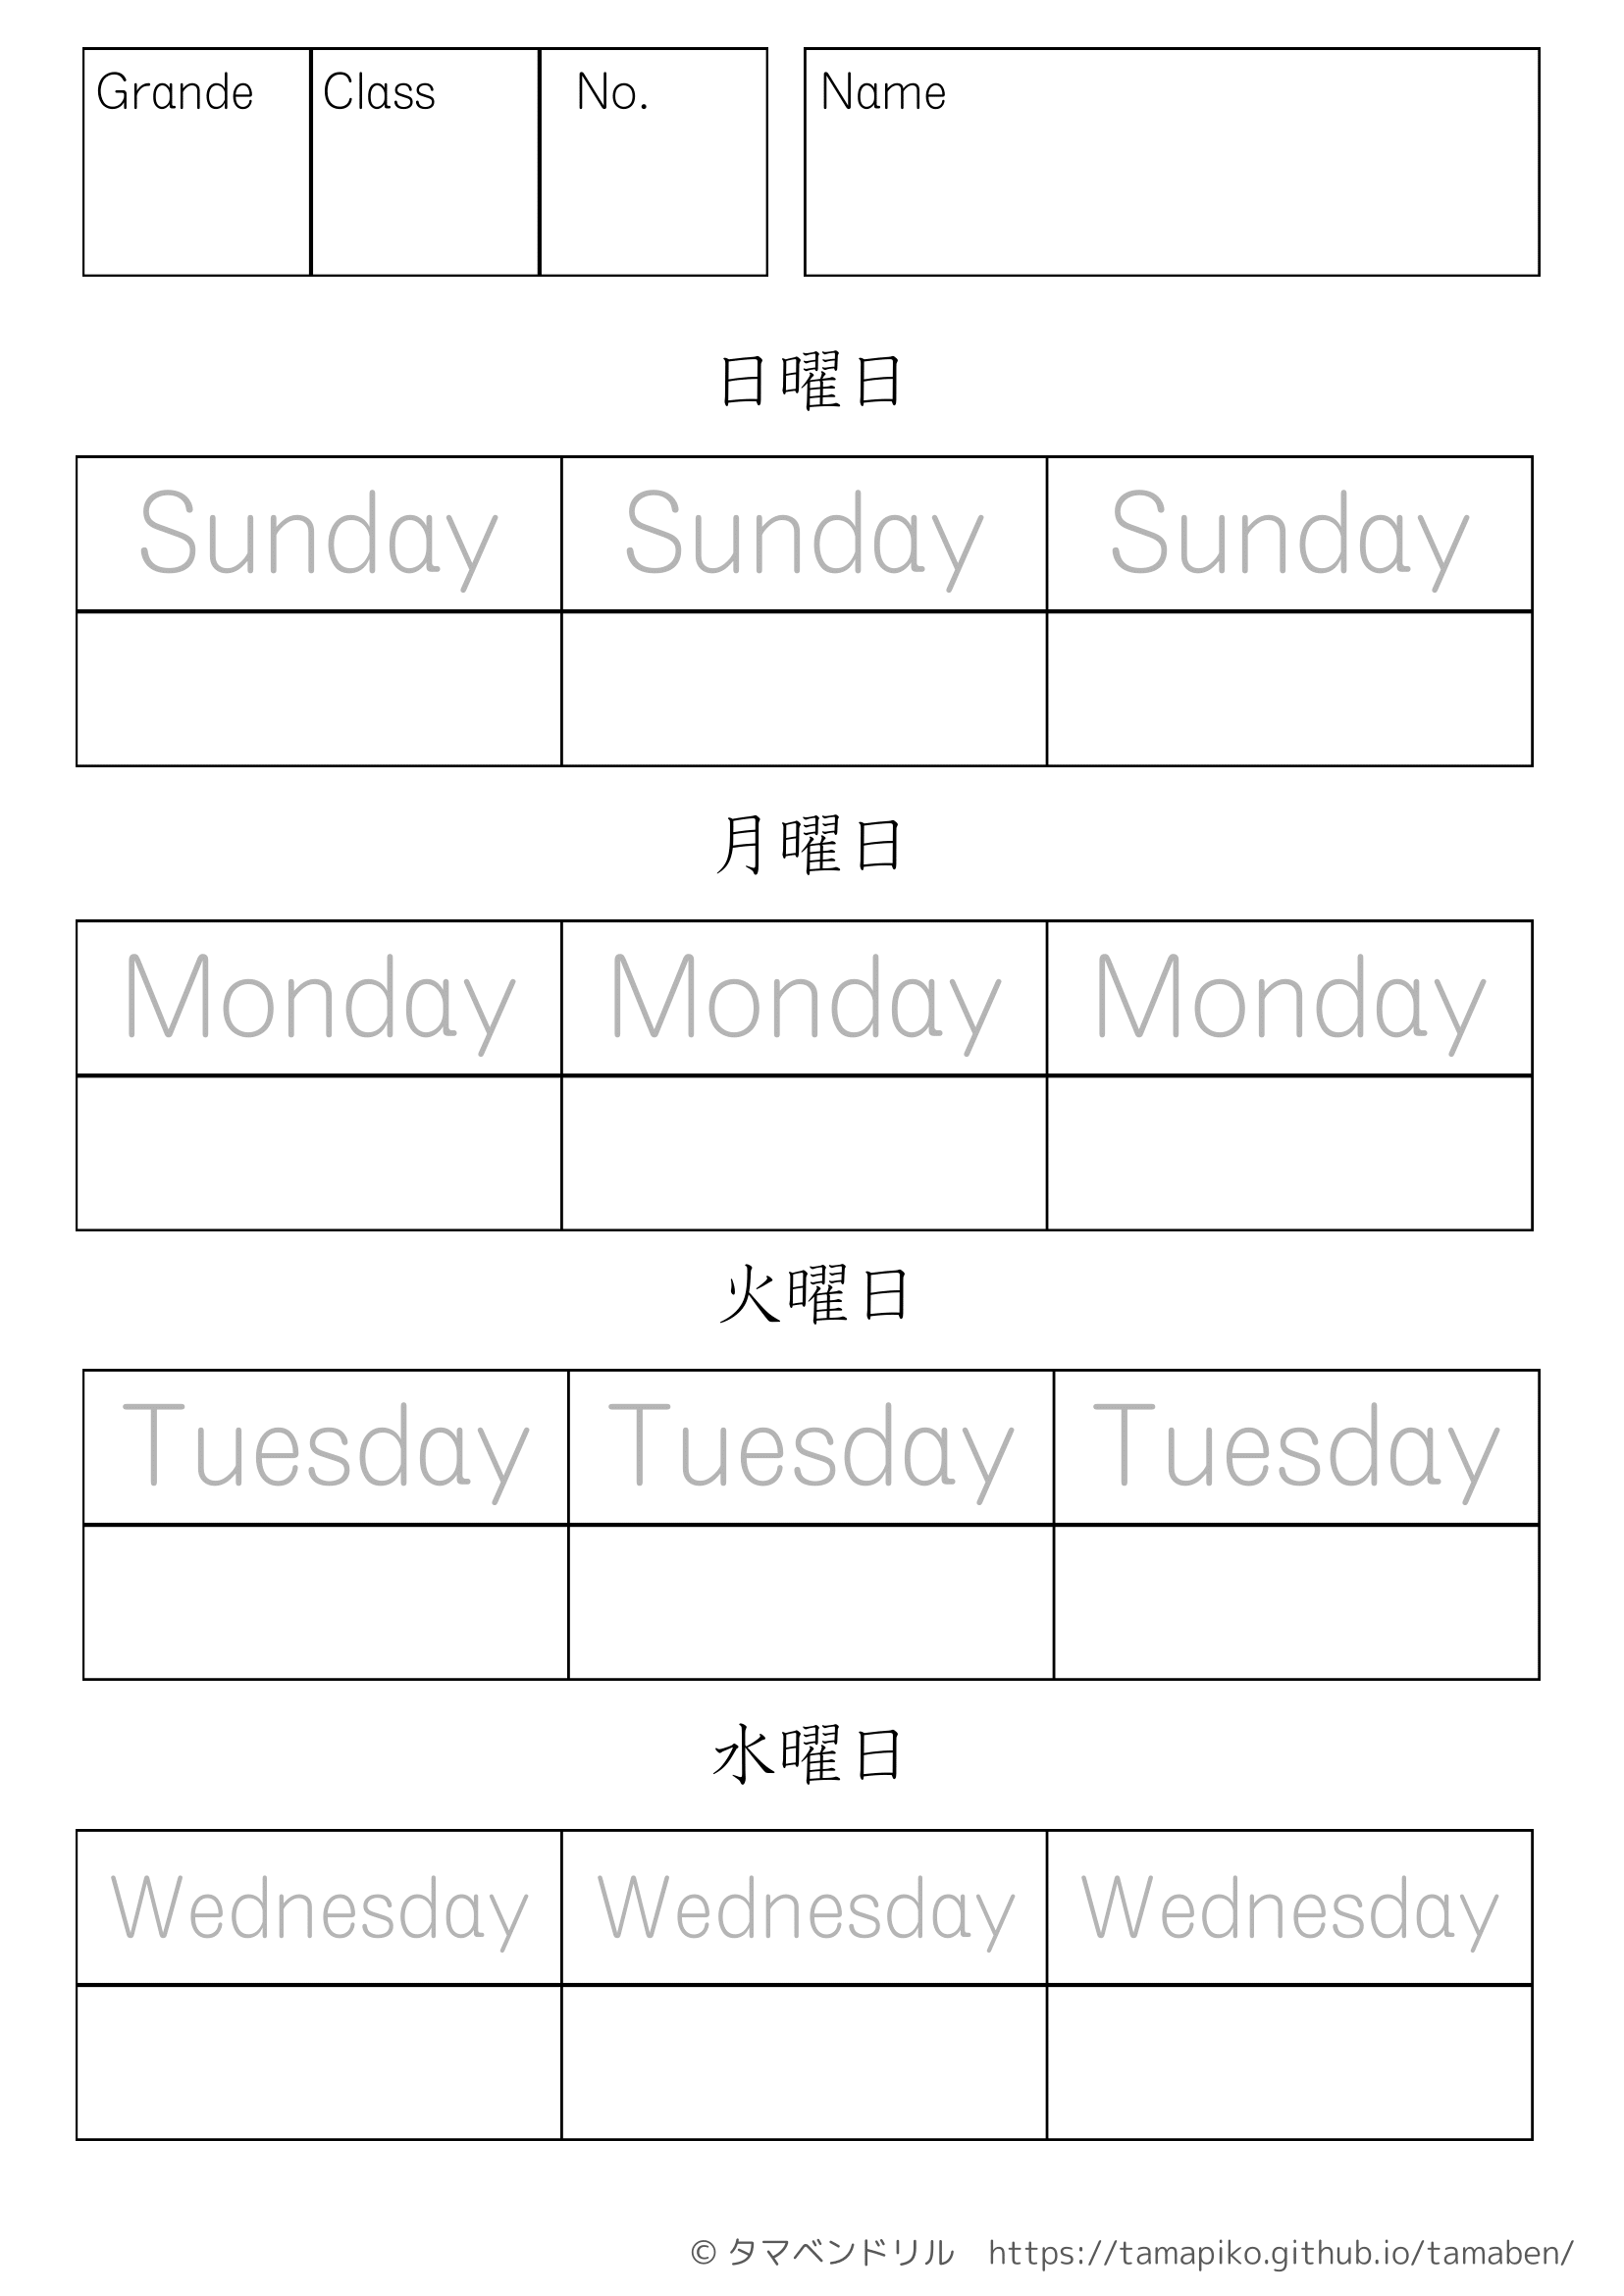 Grande Class No. Name
日曜日
Sunday Sunday Sunday
月曜日
Monday Monday Monday
火曜日
Tuesday Tuesday Tuesday
水曜日
Wednesday Wednesday Wednesday
© タマベンドリル https://tamapiko.github.io/tamaben/